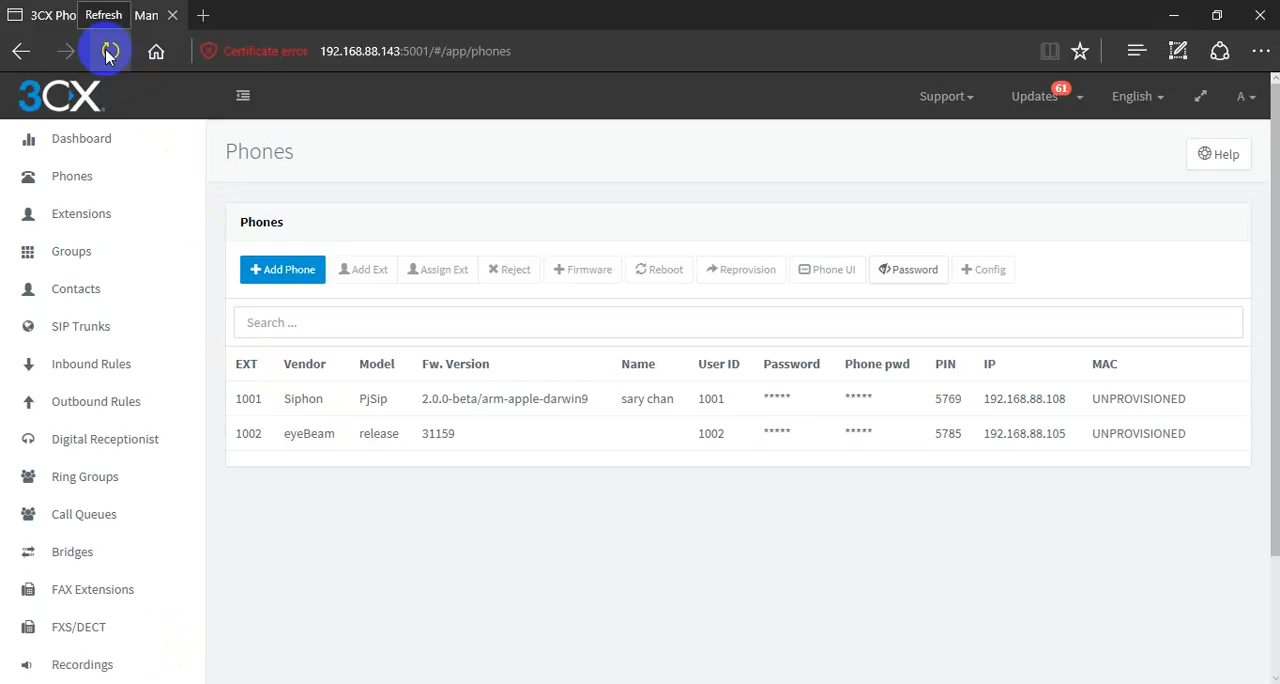 3CX Pho Refresh Man
Certificate error 192.168.88.143:5001/#/app/phones
3CX Support Updates 61 English A
Dashboard
Phones
Extensions
Groups
Contacts
SIP Trunks
Inbound Rules
Outbound Rules
Digital Receptionist
Ring Groups
Call Queues
Bridges
FAX Extensions
FXS/DECT
Recordings
Phones Help
Phones
Add Phone Add Ext Assign Ext Reject Firmware Reboot Reprovision Phone UI Password Config
Search ...
EXT Vendor Model Fw. Version Name User ID Password Phone pwd PIN IP MAC
1001 Siphon PjSip 2.0.0-beta/arm-apple-darwin9 sary chan 1001 ***** ***** 5769 192.168.88.108 UNPROVISIONED
1002 eyeBeam release 31159 1002 ***** ***** 5785 192.168.88.105 UNPROVISIONED